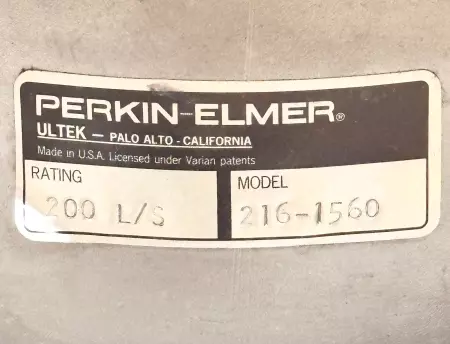 PERKIN-ELMER®
ULTEK — PALO ALTO - CALIFORNIA
Made in U.S.A. Licensed under Varian patents
RATING MODEL
200 L/S 216-1560